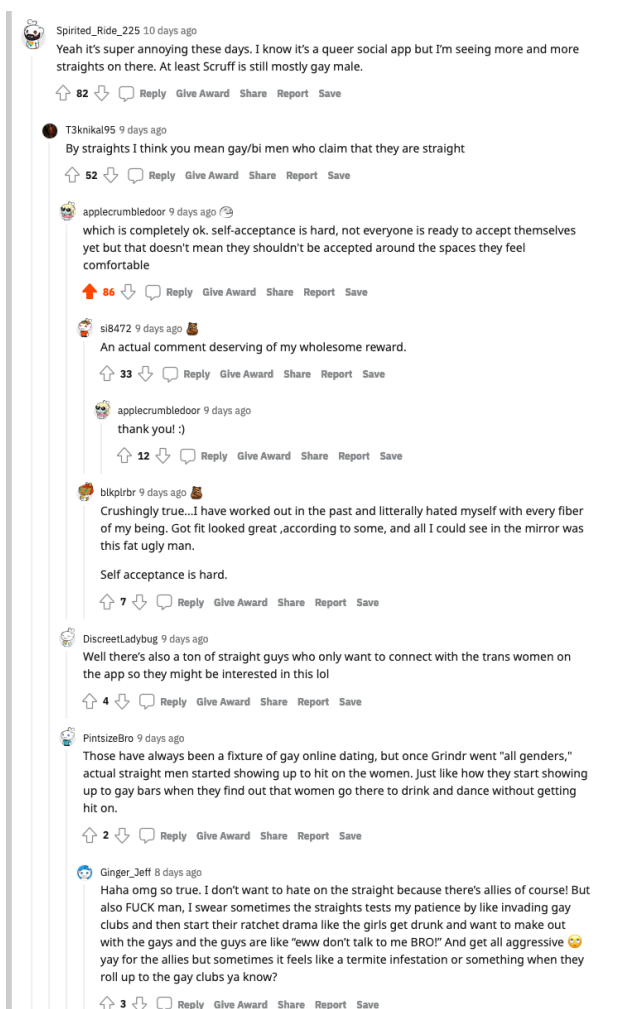 Spirited_Ride_225 10 days ago
Yeah it's super annoying these days. I know it's a queer social app but I'm seeing more and more
straights on there. At least Scruff is still mostly gay male.
82 Reply Give Award Share Report Save
T3knikal95 9 days ago
By straights I think you mean gay/bi men who claim that they are straight
52 Reply Give Award Share Report Save
applecrumbledoor 9 days ago
which is completely ok. self-acceptance is hard, not everyone is ready to accept themselves
yet but that doesn't mean they shouldn't be accepted around the spaces they feel
comfortable
86 Reply Give Award Share Report Save
si8472 9 days ago
An actual comment deserving of my wholesome reward.
33 Reply Give Award Share Report Save
applecrumbledoor 9 days ago
thank you! :)
12 Reply Give Award Share Report Save
blkplrbr 9 days ago
Crushingly true...I have worked out in the past and litterally hated myself with every fiber
of my being. Got fit looked great ,according to some, and all I could see in the mirror was
this fat ugly man.
Self acceptance is hard.
7 Reply Give Award Share Report Save
DiscreetLadybug 9 days ago
Well there's also a ton of straight guys who only want to connect with the trans women on
the app so they might be interested in this lol
4 Reply Give Award Share Report Save
PintsizeBro 9 days ago
Those have always been a fixture of gay online dating, but once Grindr went "all genders,"
actual straight men started showing up to hit on the women. Just like how they start showing
up to gay bars when they find out that women go there to drink and dance without getting
hit on.
2 Reply Give Award Share Report Save
Ginger_Jeff 8 days ago
Haha omg so true. I don't want to hate on the straight because there's allies of course! But
also FUCK man, I swear sometimes the straights tests my patience by like invading gay
clubs and then start their ratchet drama like the girls get drunk and want to make out
with the gays and the guys are like "eww don't talk to me BRO!" And get all aggressive 🙄
yay for the allies but sometimes it feels like a termite infestation or something when they
roll up to the gay clubs ya know?
3 Reply Give Award Share Report Save